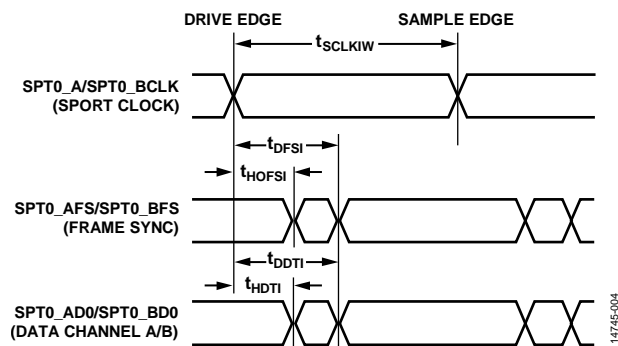 DRIVE EDGE
SAMPLE EDGE
tSCLKIW
SPT0_A/SPT0_BCLK
(SPORT CLOCK)
tDFSI
tHOFSI
SPT0_AFS/SPT0_BFS
(FRAME SYNC)
tDDTI
tHDTI
SPT0_AD0/SPT0_BD0
(DATA CHANNEL A/B)
14745-004